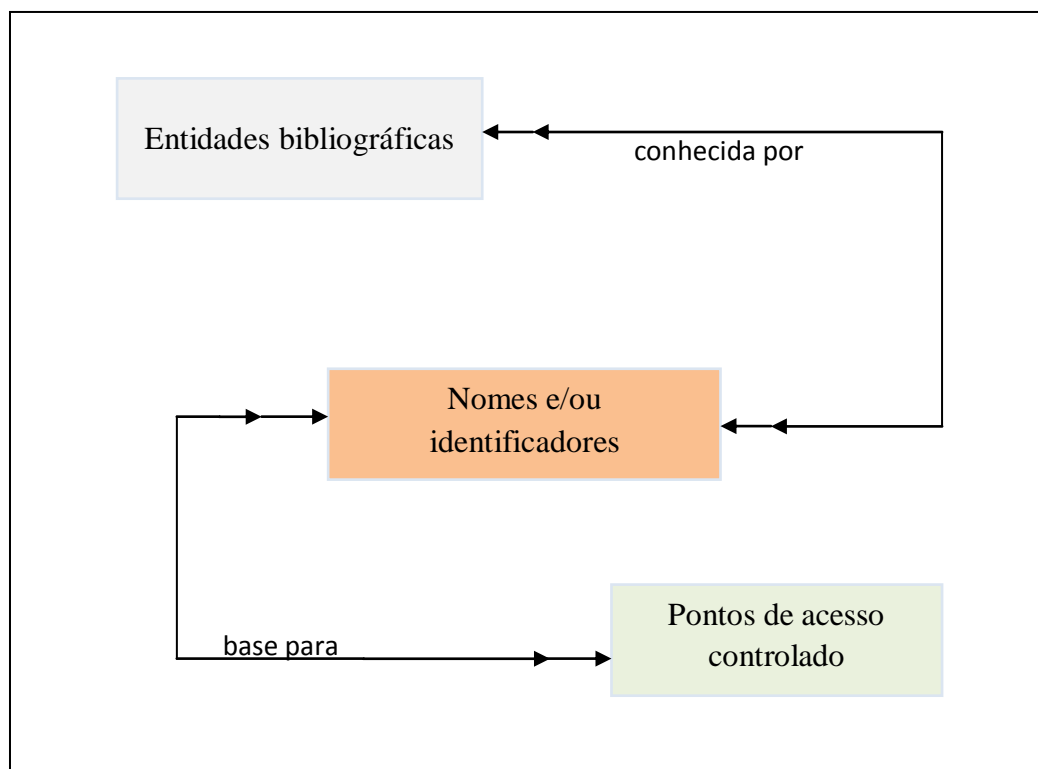 Entidades bibliográficas
conhecida por
Nomes e/ou
identificadores
Pontos de acesso
controlado
base para